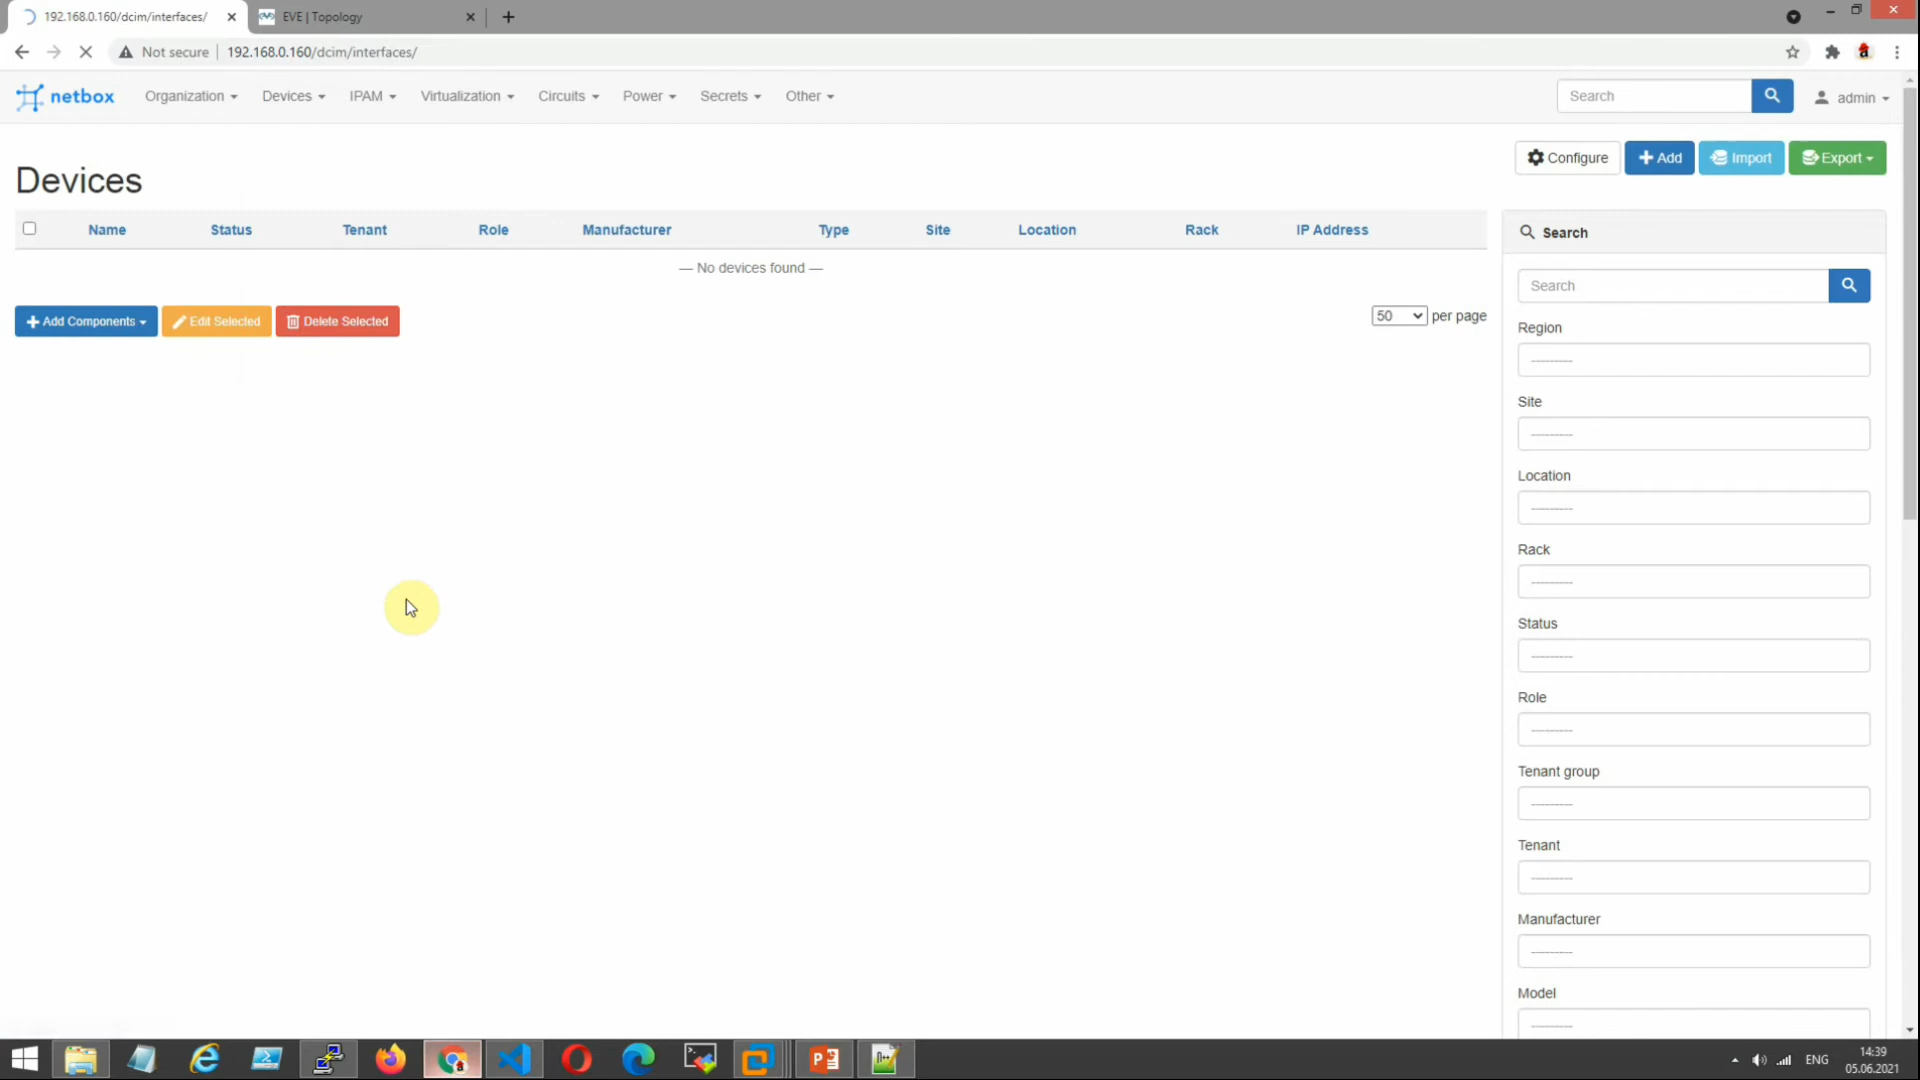 192.168.0.160/dcim/interfaces/
EVE | Topology
Not secure | 192.168.0.160/dcim/interfaces/
netbox
Organization
Devices
IPAM
Virtualization
Circuits
Power
Secrets
Other
Search
admin
Devices
Configure
Add
Import
Export
Name Status Tenant Role Manufacturer Type Site Location Rack IP Address
— No devices found —
Add Components
Edit Selected
Delete Selected
50 per page
Search
Search
Region
---------
Site
---------
Location
---------
Rack
---------
Status
---------
Role
---------
Tenant group
---------
Tenant
---------
Manufacturer
---------
Model
---------
ENG
14:39
05.06.2021